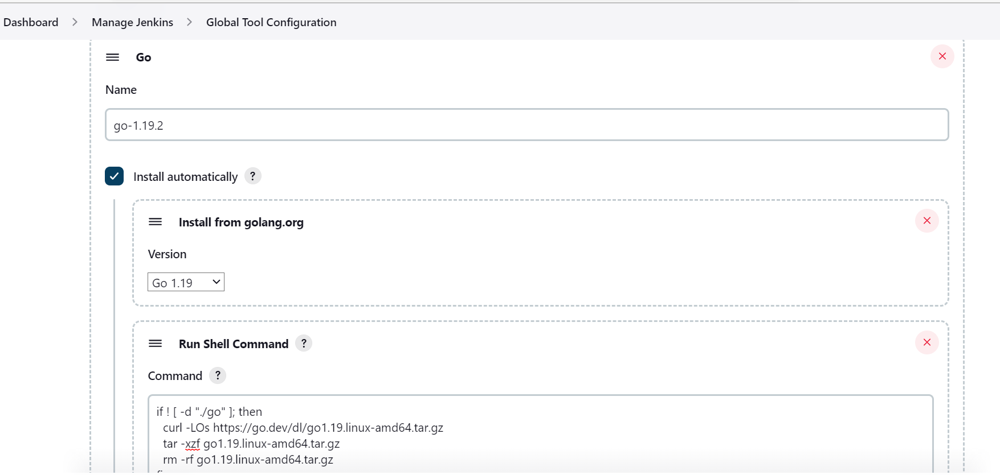 Dashboard > Manage Jenkins > Global Tool Configuration
Go
Name
go-1.19.2
Install automatically ?
Install from golang.org
Version
Go 1.19
Run Shell Command ?
Command ?
if ! [ -d "./go" ]; then
curl -LOs https://go.dev/dl/go1.19.linux-amd64.tar.gz
tar -xzf go1.19.linux-amd64.tar.gz
rm -rf go1.19.linux-amd64.tar.gz